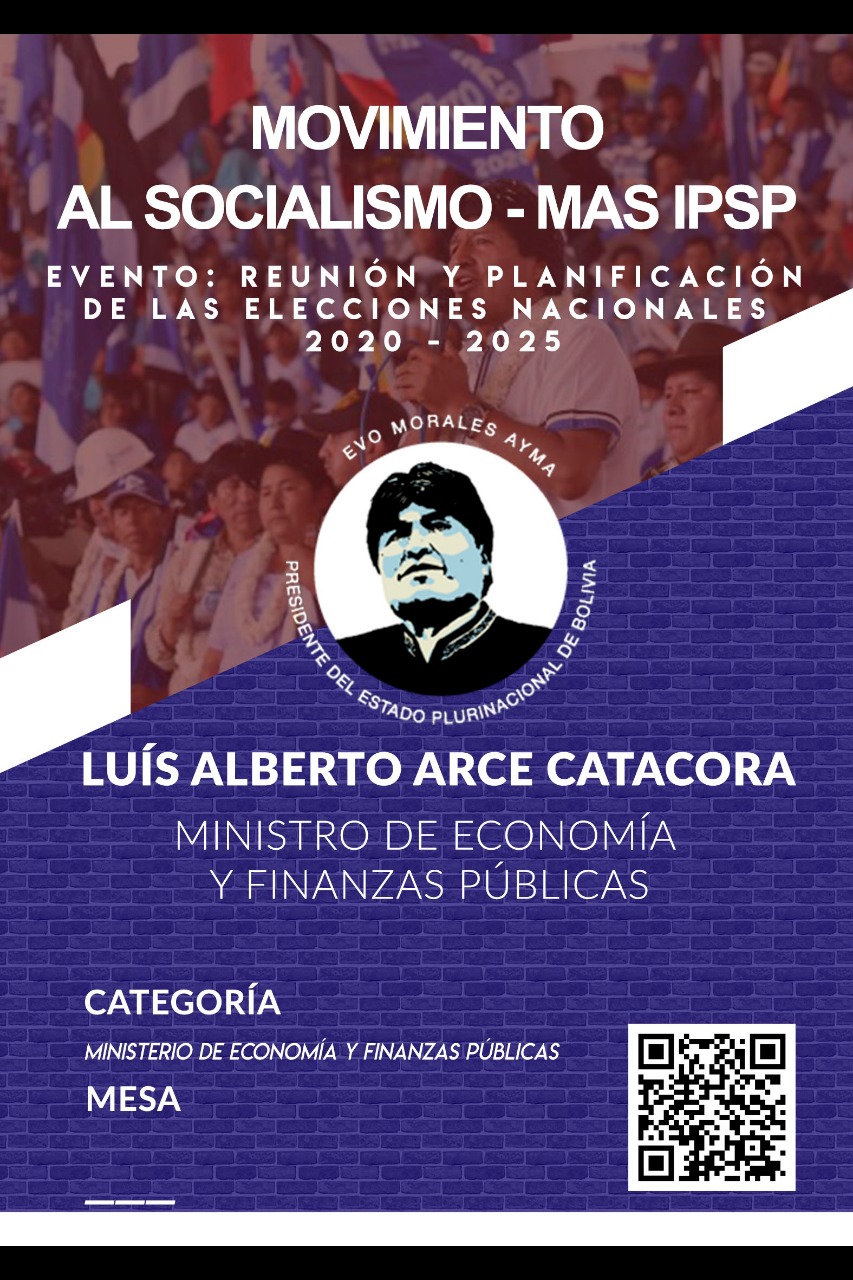 MOVIMIENTO
AL SOCIALISMO - MAS IPSP
EVENTO: REUNIÓN Y PLANIFICACIÓN
DE LAS ELECCIONES NACIONALES
2020 - 2025
EVO MORALES AYMA
PRESIDENTE DEL ESTADO PLURINACIONAL DE BOLIVIA
LUÍS ALBERTO ARCE CATACORA
MINISTRO DE ECONOMÍA
Y FINANZAS PÚBLICAS
CATEGORÍA
MINISTERIO DE ECONOMÍA Y FINANZAS PÚBLICAS
MESA
___